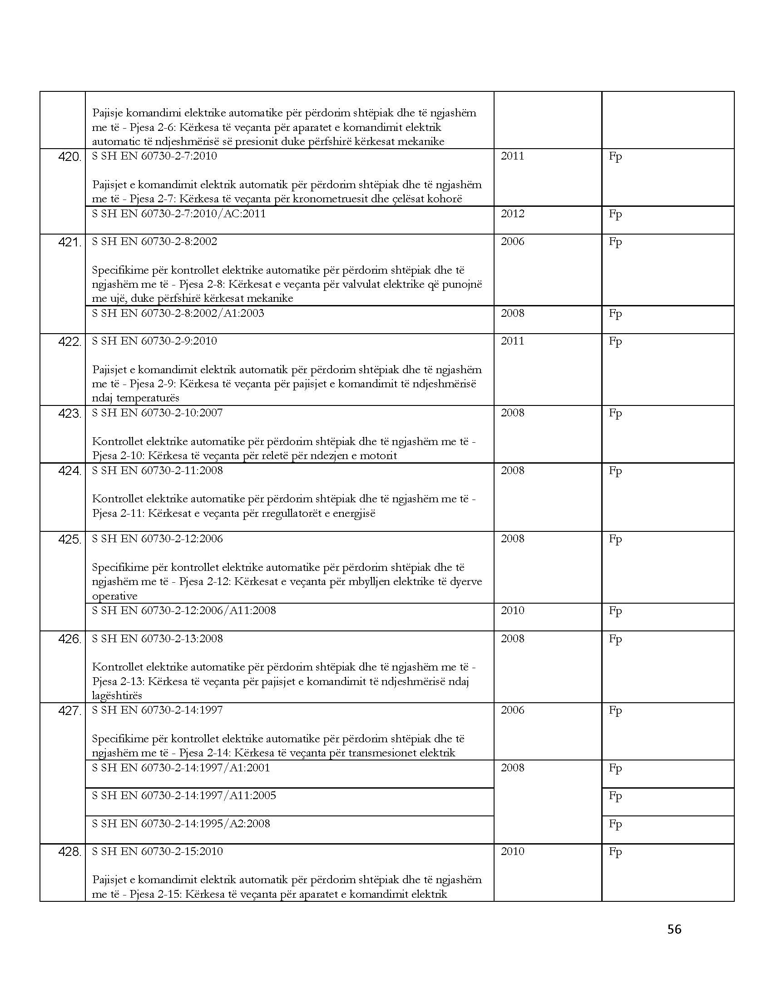 Pajisje komandimi elektrike automatike për përdorim shtëpiak dhe të ngjashëm
me të - Pjesa 2-6: Kërkesa të veçanta për aparatet e komandimit elektrik
automatic të ndjeshmërisë së presionit duke përfshirë kërkesat mekanike
420. S SH EN 60730-2-7:2010 2011 Fp
Pajisjet e komandimit elektrik automatik për përdorim shtëpiak dhe të ngjashëm
me të - Pjesa 2-7: Kërkesa të veçanta për kronometruesit dhe çelësat kohorë
S SH EN 60730-2-7:2010/AC:2011 2012 Fp
421. S SH EN 60730-2-8:2002 2006 Fp
Specifikime për kontrollet elektrike automatike për përdorim shtëpiak dhe të
ngjashëm me të - Pjesa 2-8: Kërkesat e veçanta për valvulat elektrike që punojnë
me ujë, duke përfshirë kërkesat mekanike
S SH EN 60730-2-8:2002/A1:2003 2008 Fp
422. S SH EN 60730-2-9:2010 2011 Fp
Pajisjet e komandimit elektrik automatik për përdorim shtëpiak dhe të ngjashëm
me të - Pjesa 2-9: Kërkesa të veçanta për pajisjet e komandimit të ndjeshmërisë
ndaj temperaturës
423. S SH EN 60730-2-10:2007 2008 Fp
Kontrollet elektrike automatike për përdorim shtëpiak dhe të ngjashëm me të -
Pjesa 2-10: Kërkesa të veçanta për reletë për ndezjen e motorit
424. S SH EN 60730-2-11:2008 2008 Fp
Kontrollet elektrike automatike për përdorim shtëpiak dhe të ngjashëm me të -
Pjesa 2-11: Kërkesat e veçanta për rregullatorët e energjisë
425. S SH EN 60730-2-12:2006 2008 Fp
Specifikime për kontrollet elektrike automatike për përdorim shtëpiak dhe të
ngjashëm me të - Pjesa 2-12: Kërkesat e veçanta për mbylljen elektrike të dyerve
operative
S SH EN 60730-2-12:2006/A11:2008 2010 Fp
426. S SH EN 60730-2-13:2008 2008 Fp
Kontrollet elektrike automatike për përdorim shtëpiak dhe të ngjashëm me të -
Pjesa 2-13: Kërkesa të veçanta për pajisjet e komandimit të ndjeshmërisë ndaj
lagështirës
427. S SH EN 60730-2-14:1997 2006 Fp
Specifikime për kontrollet elektrike automatike për përdorim shtëpiak dhe të
ngjashëm me të - Pjesa 2-14: Kërkesa të veçanta për transmesionet elektrik
S SH EN 60730-2-14:1997/A1:2001 2008 Fp
S SH EN 60730-2-14:1997/A11:2005 Fp
S SH EN 60730-2-14:1995/A2:2008 Fp
428. S SH EN 60730-2-15:2010 2010 Fp
Pajisjet e komandimit elektrik automatik për përdorim shtëpiak dhe të ngjashëm
me të - Pjesa 2-15: Kërkesa të veçanta për aparatet e komandimit elektrik
56